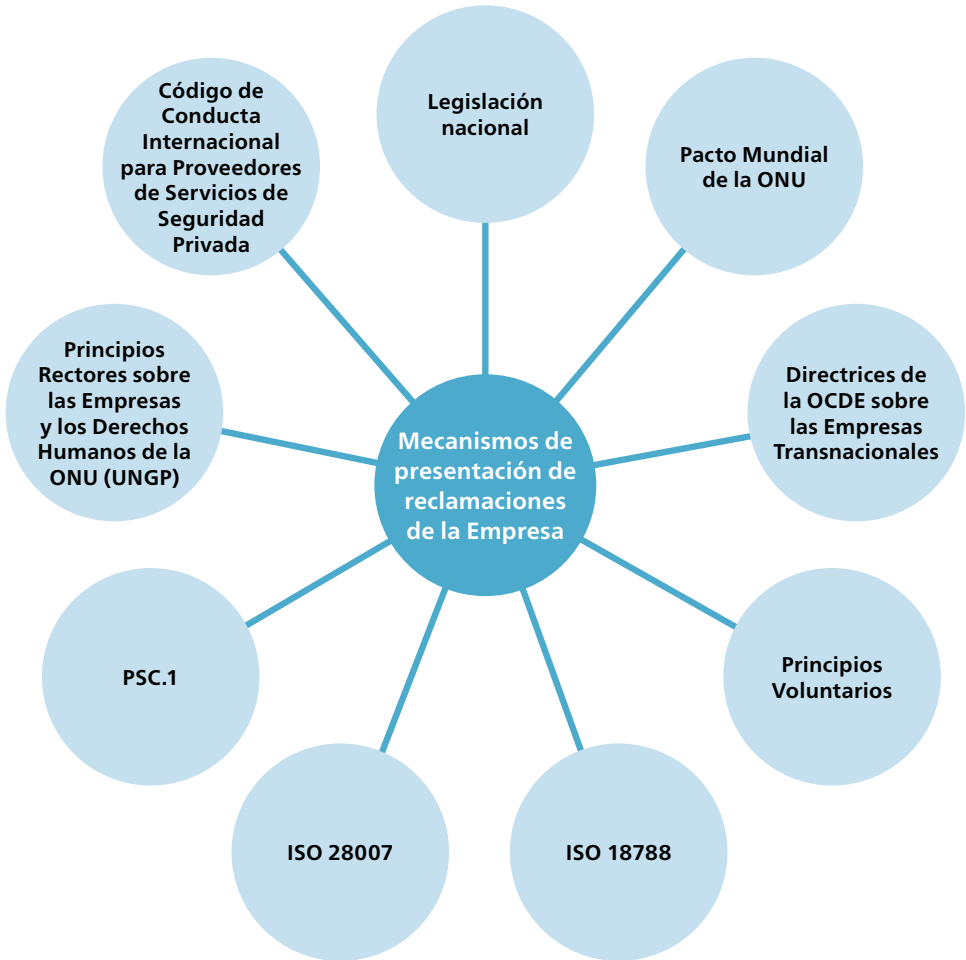 Legislación
nacional
Pacto Mundial
de la ONU
Directrices de
la OCDE sobre
las Empresas
Transnacionales
Principios
Voluntarios
ISO 18788
ISO 28007
PSC.1
Principios
Rectores sobre
las Empresas
y los Derechos
Humanos de la
ONU (UNGP)
Código de
Conducta
Internacional
para Proveedores
de Servicios de
Seguridad
Privada
Mecanismos de
presentación de
reclamaciones
de la Empresa